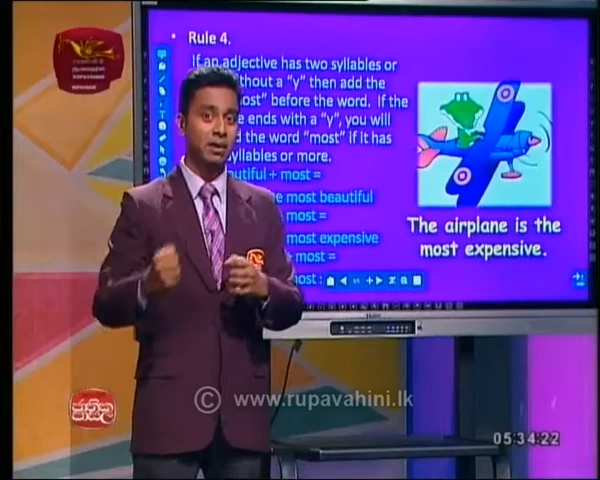 Rule 4.
If an adjective has two syllables or
without a "y" then add the
"most" before the word. If the
ends with a "y", you will
the word "most" if it has
syllables or more.
+ most =
most beautiful
most =
most expensive
most =
most :
The airplane is the
most expensive.
© www.rupavahini.lk
05:34:22